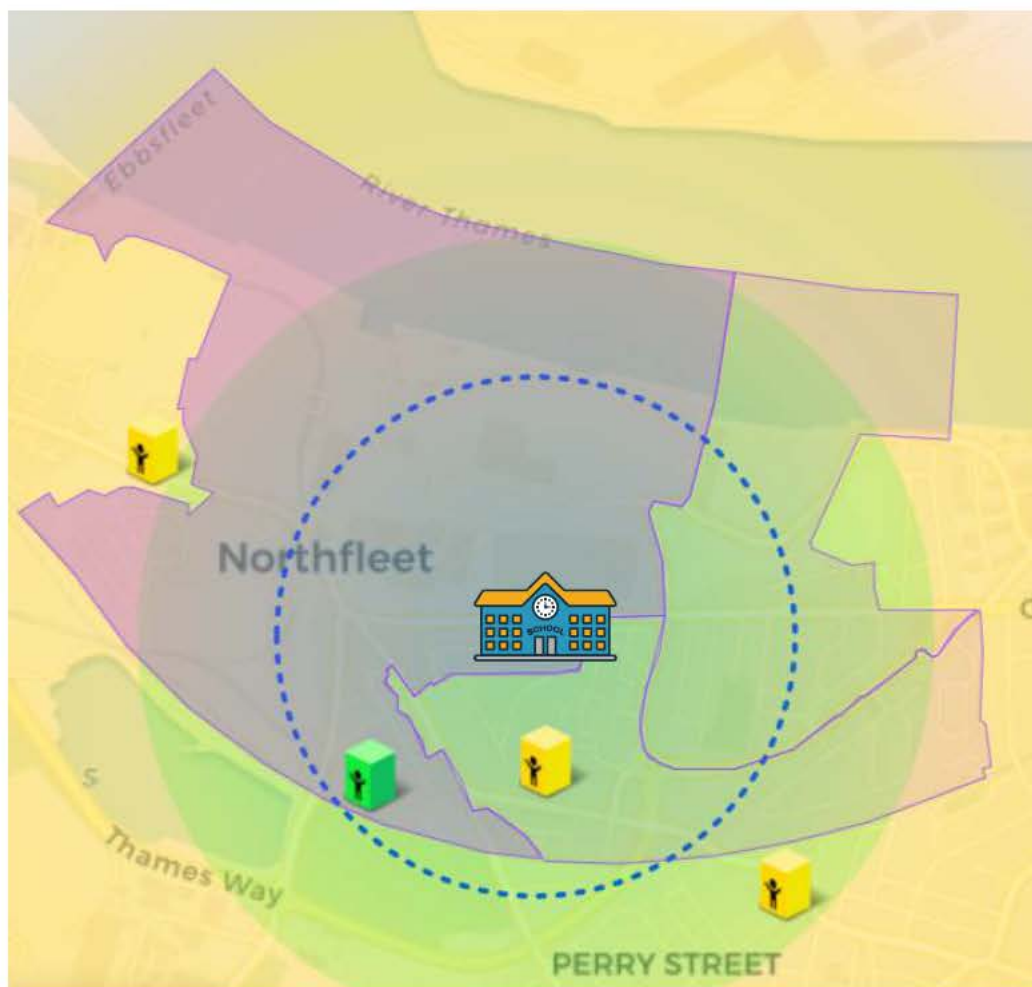 Ebbsfleet
River Thames
Northfleet
SCHOOL
S
Thames Way
PERRY STREET